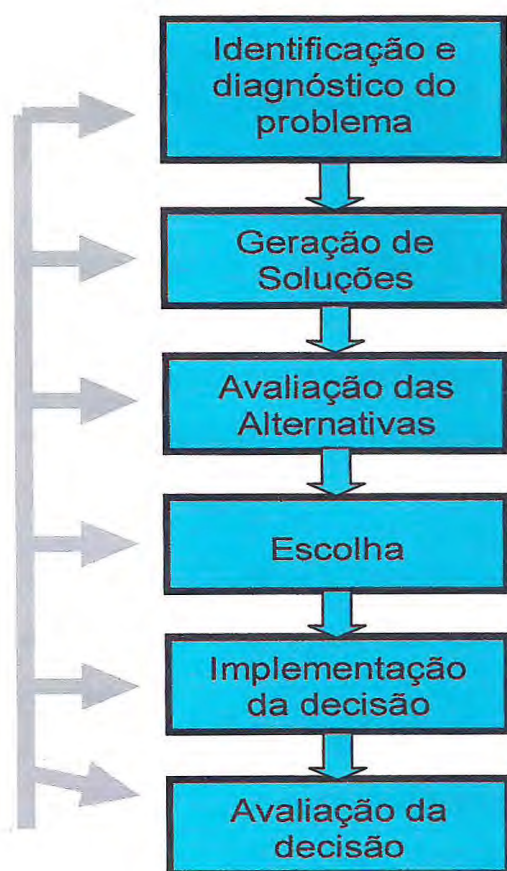 Identificação e
diagnóstico do
problema
Geração de
Soluções
Avaliação das
Alternativas
Escolha
Implementação
da decisão
Avaliação da
decisão